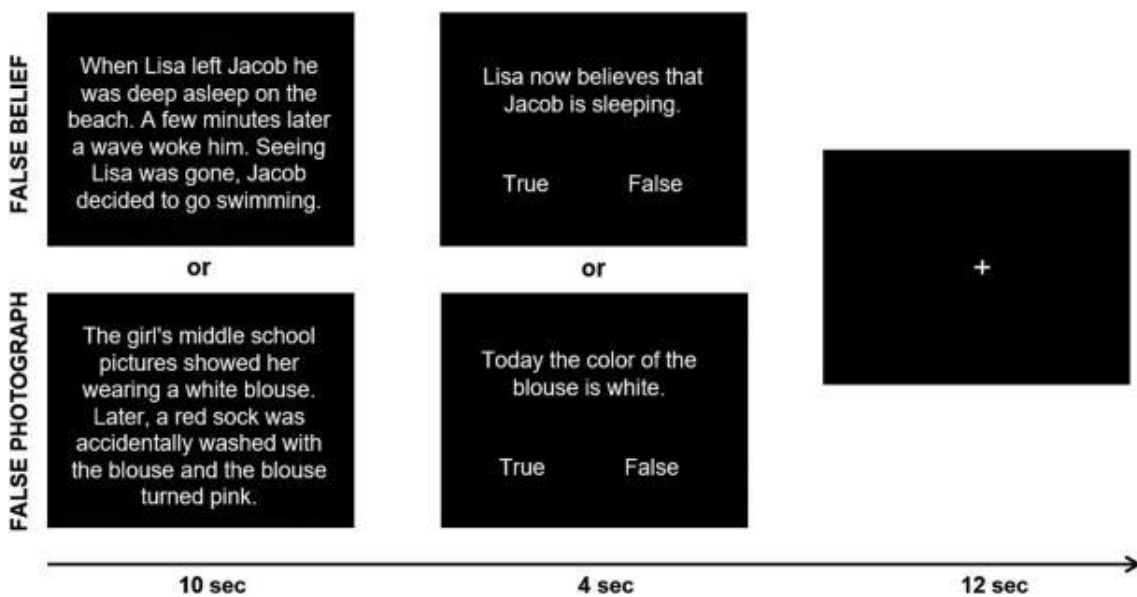 FALSE BELIEF
When Lisa left Jacob he
was deep asleep on the
beach. A few minutes later
a wave woke him. Seeing
Lisa was gone, Jacob
decided to go swimming.
Lisa now believes that
Jacob is sleeping.
True False
or
or
+
FALSE PHOTOGRAPH
The girl's middle school
pictures showed her
wearing a white blouse.
Later, a red sock was
accidentally washed with
the blouse and the blouse
turned pink.
Today the color of the
blouse is white.
True False
10 sec
4 sec
12 sec